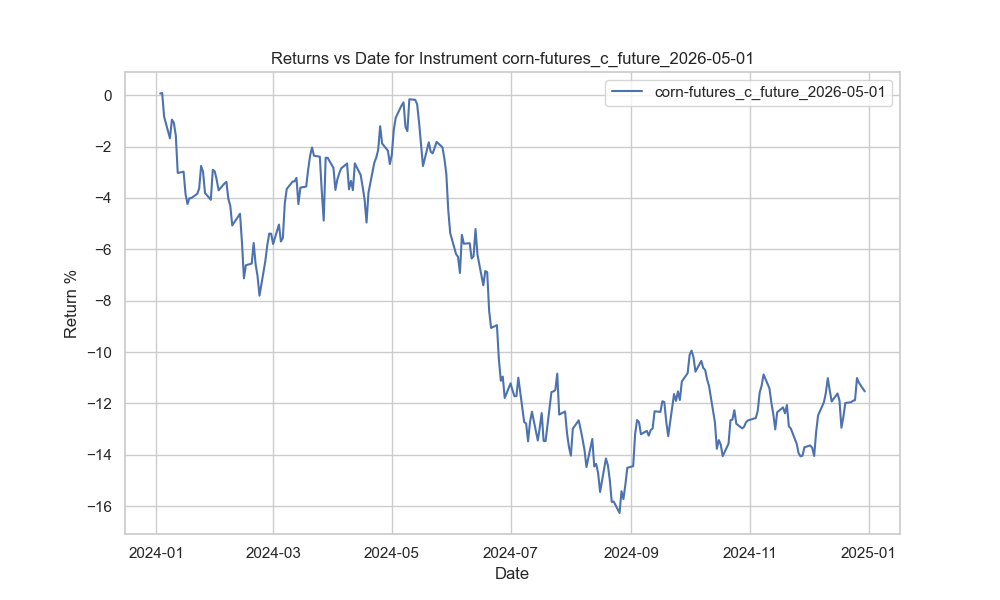 Returns vs Date for Instrument corn-futures_c_future_2026-05-01
corn-futures_c_future_2026-05-01
0
−2
−4
−6
−8
−10
−12
−14
−16
Return %
2024-01 2024-03 2024-05 2024-07 2024-09 2024-11 2025-01
Date